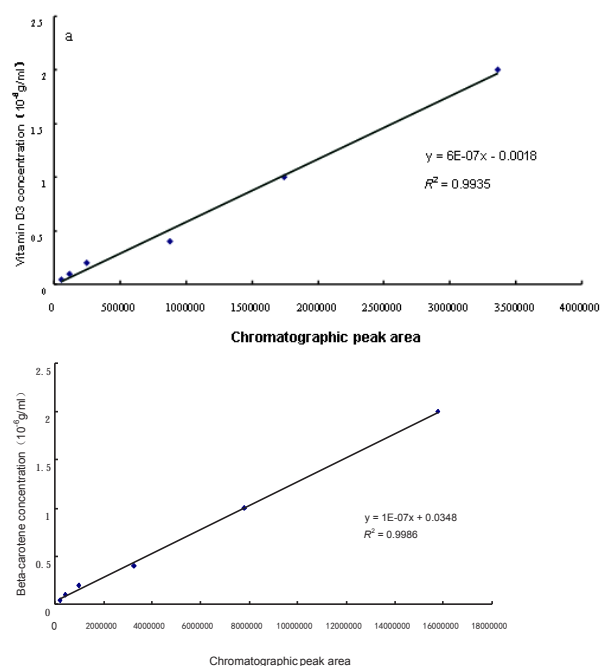 a
Vitamin D3 concentration (10⁻⁸g/ml)
2.5
2
1.5
1
0.5
0
y = 6E-07x - 0.0018
R² = 0.9935
0 500000 1000000 1500000 2000000 2500000 3000000 3500000 4000000
Chromatographic peak area
Beta-carotene concentration (10⁻⁶g/ml)
2.5
2
1.5
1
0.5
0
y = 1E-07x + 0.0348
R² = 0.9986
0 2000000 4000000 6000000 8000000 10000000 12000000 14000000 16000000 18000000
Chromatographic peak area